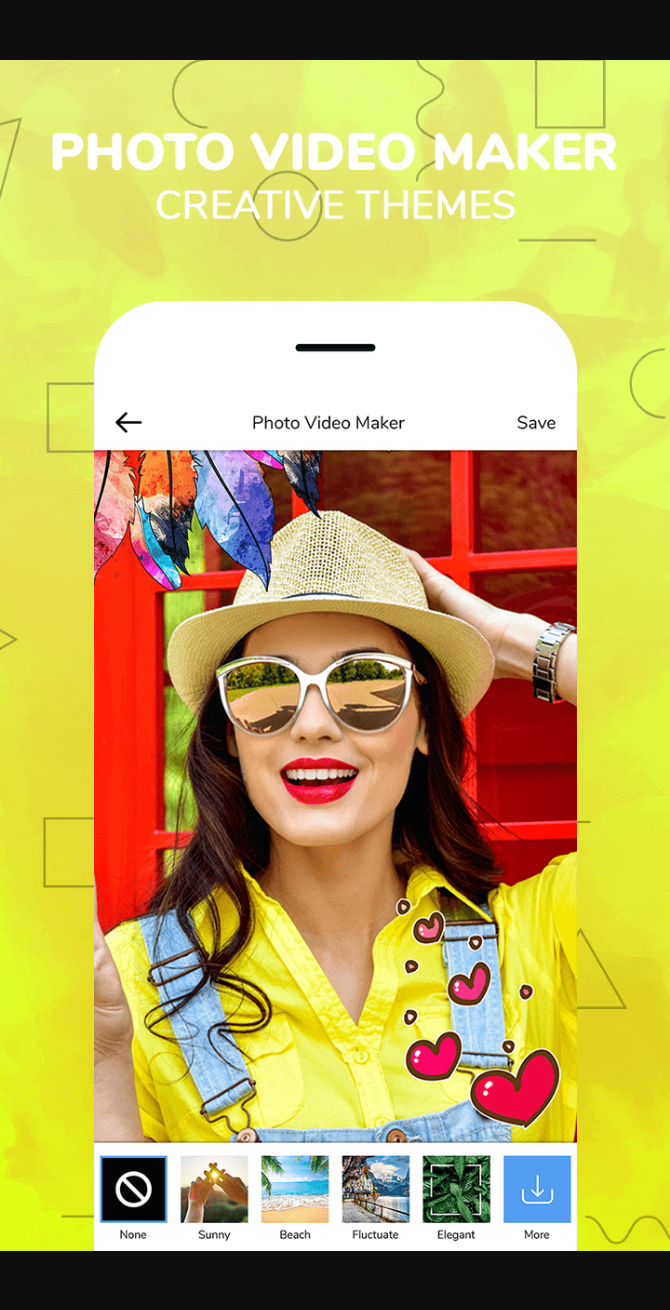 PHOTO VIDEO MAKER
CREATIVE THEMES
Photo Video Maker Save
None Sunny Beach Fluctuate Elegant More